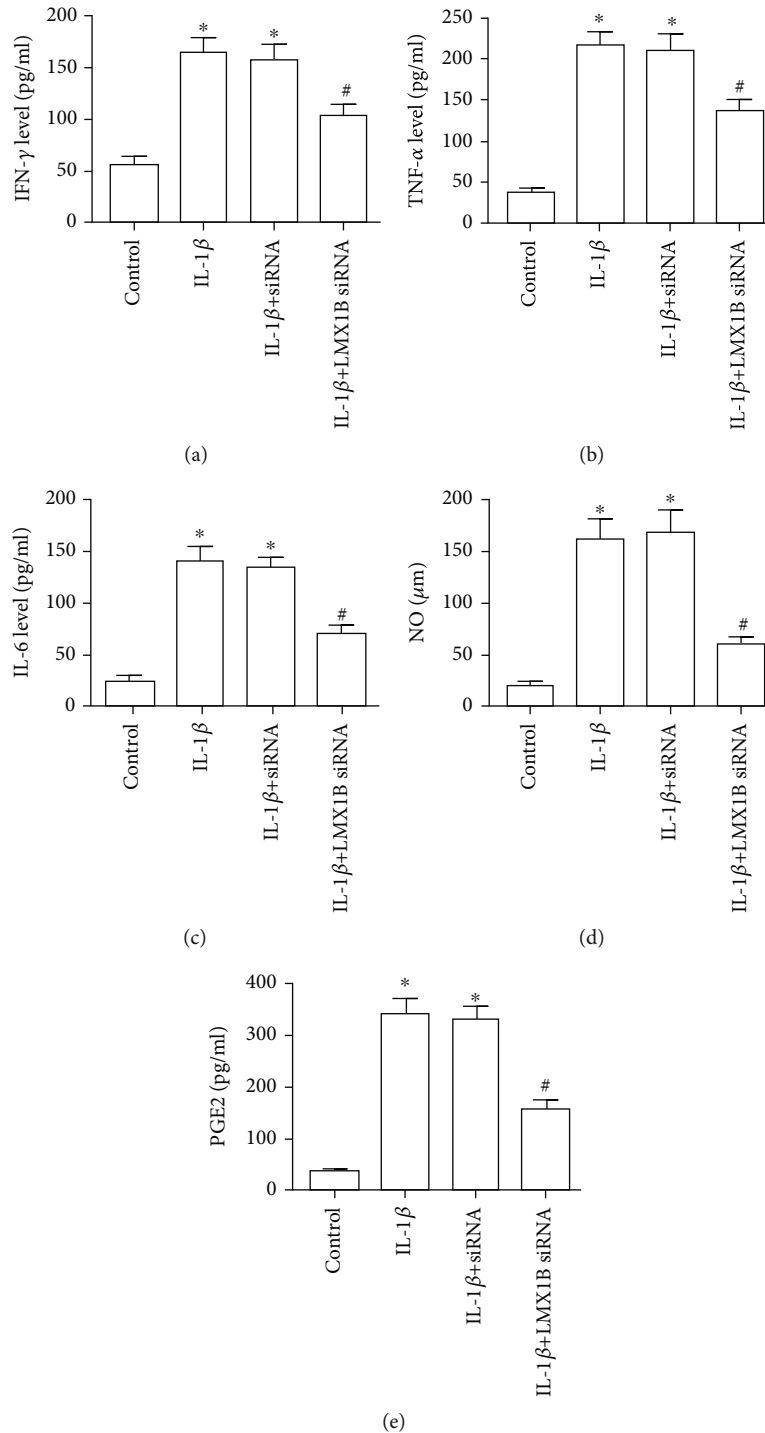 IFN-γ level (pg/ml)
200
150
100
50
0
*
*
#
Control
IL-1β
IL-1β+siRNA
IL-1β+LMX1B siRNA
(a)
TNF-α level (pg/ml)
250
200
150
100
50
0
*
*
#
Control
IL-1β
IL-1β+siRNA
IL-1β+LMX1B siRNA
(b)
IL-6 level (pg/ml)
200
150
100
50
0
*
*
#
Control
IL-1β
IL-1β+siRNA
IL-1β+LMX1B siRNA
(c)
NO (μm)
200
150
100
50
0
*
*
#
Control
IL-1β
IL-1β+siRNA
IL-1β+LMX1B siRNA
(d)
PGE2 (pg/ml)
400
300
200
100
0
*
*
#
Control
IL-1β
IL-1β+siRNA
IL-1β+LMX1B siRNA
(e)